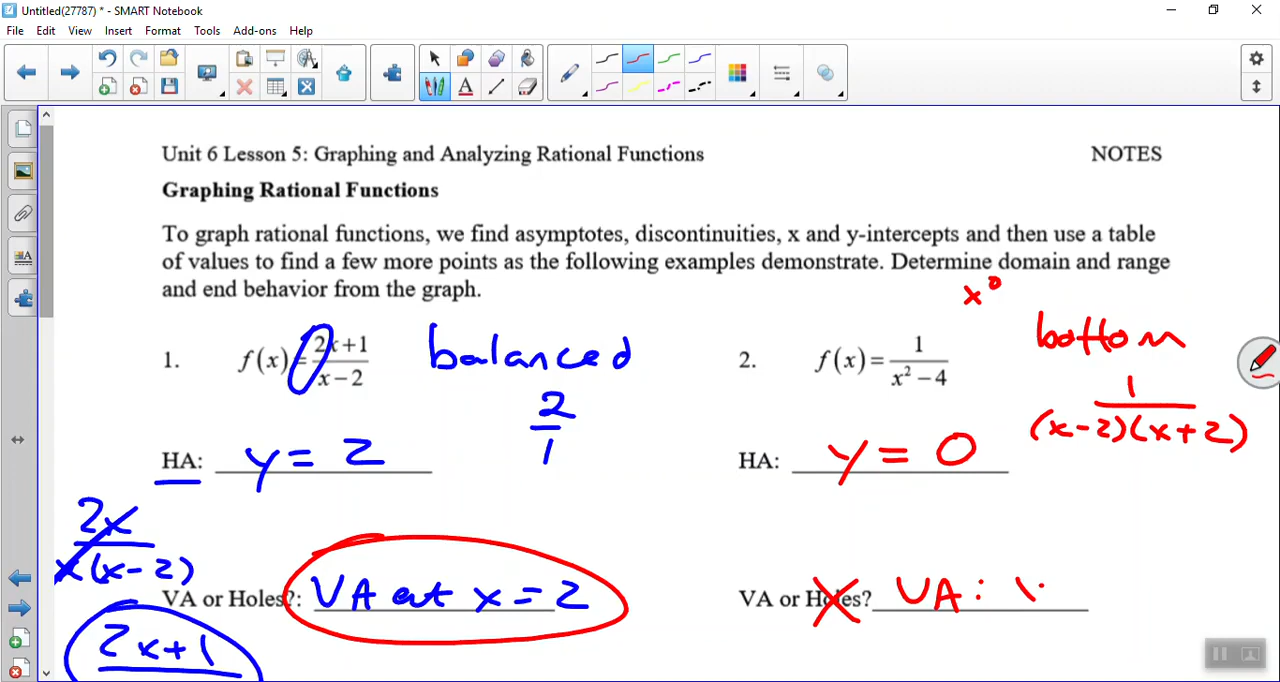 Untitled(27787) * - SMART Notebook
File Edit View Insert Format Tools Add-ons Help
Unit 6 Lesson 5: Graphing and Analyzing Rational Functions NOTES
Graphing Rational Functions
To graph rational functions, we find asymptotes, discontinuities, x and y-intercepts and then use a table
of values to find a few more points as the following examples demonstrate. Determine domain and range
and end behavior from the graph.
x⁰
1. f(x) = (2x+1)/(x−2) balanced
2/1
HA: y = 2
2x/(x(x−2))
VA or Holes?: VA at x = 2
2x+1
2. f(x) = 1/(x² − 4) bottom
1/((x−2)(x+2))
HA: y = 0
VA or Holes? VA: